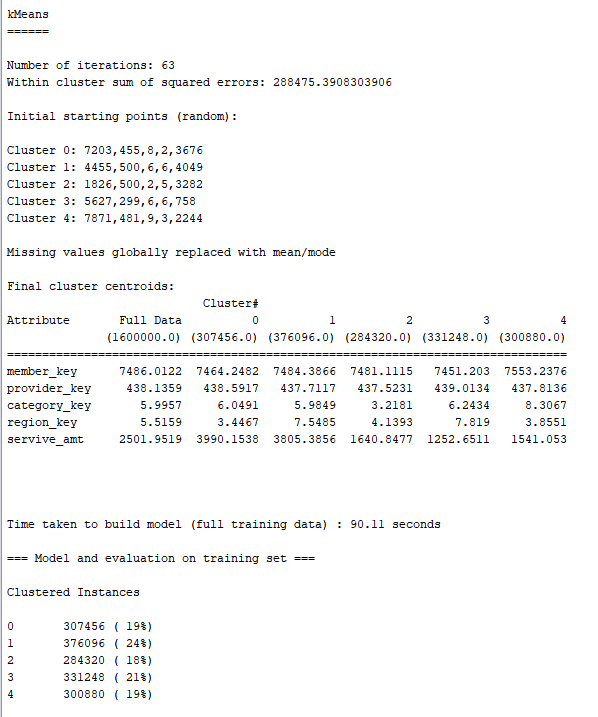 kMeans
======
Number of iterations: 63
Within cluster sum of squared errors: 288475.3908303906
Initial starting points (random):
Cluster 0: 7203,455,8,2,3676
Cluster 1: 4455,500,6,6,4049
Cluster 2: 1826,500,2,5,3282
Cluster 3: 5627,299,6,6,758
Cluster 4: 7871,481,9,3,2244
Missing values globally replaced with mean/mode
Final cluster centroids:
Cluster#
Attribute Full Data 0 1 2 3 4
(1600000.0) (307456.0) (376096.0) (284320.0) (331248.0) (300880.0)
================================================================================
member_key 7486.0122 7464.2482 7484.3866 7481.1115 7451.203 7553.2376
provider_key 438.1359 438.5917 437.7117 437.5231 439.0134 437.8136
category_key 5.9957 6.0491 5.9849 3.2181 6.2434 8.3067
region_key 5.5159 3.4467 7.5485 4.1393 7.819 3.8551
servive_amt 2501.9519 3990.1538 3805.3856 1640.8477 1252.6511 1541.053
Time taken to build model (full training data) : 90.11 seconds
=== Model and evaluation on training set ===
Clustered Instances
0 307456 ( 19%)
1 376096 ( 24%)
2 284320 ( 18%)
3 331248 ( 21%)
4 300880 ( 19%)